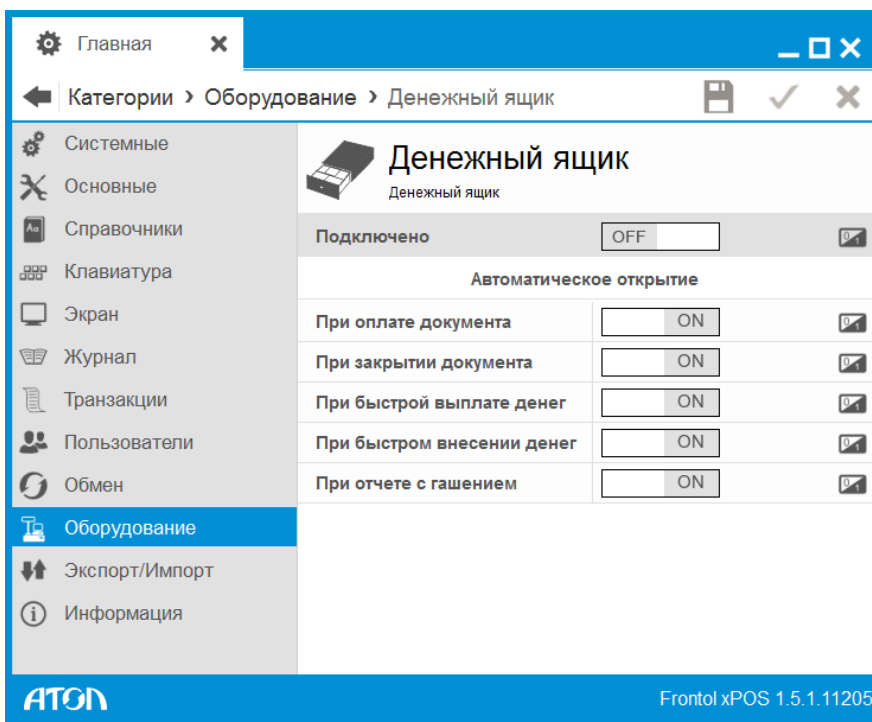 Главная
Категории › Оборудование › Денежный ящик
Системные
Основные
Справочники
Клавиатура
Экран
Журнал
Транзакции
Пользователи
Обмен
Оборудование
Экспорт/Импорт
Информация
Денежный ящик
Денежный ящик
Подключено OFF
Автоматическое открытие
При оплате документа ON
При закрытии документа ON
При быстрой выплате денег ON
При быстром внесении денег ON
При отчете с гашением ON
ATOL
Frontol xPOS 1.5.1.11205